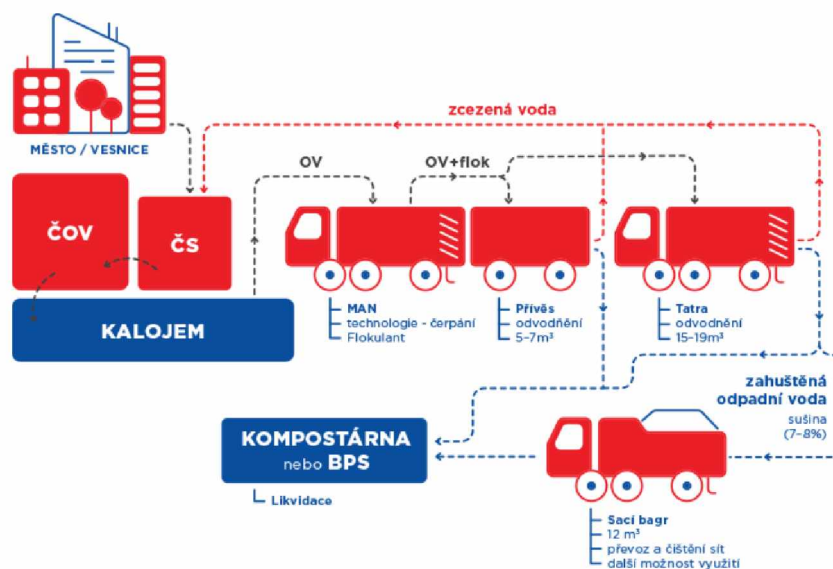 zcezená voda
MĚSTO / VESNICE
OV
OV+flok
ČOV
ČS
KALOJEM
MAN
technologie - čerpání
Flokulant
Přívěs
odvodňění
5-7m³
Tatra
odvodnění
15-19m³
zahuštěná
odpadní voda
sušina
(7-8%)
KOMPOSTÁRNA
nebo BPS
Likvidace
Sací bagr
12 m³
převoz a čištění sít
další možnost využití